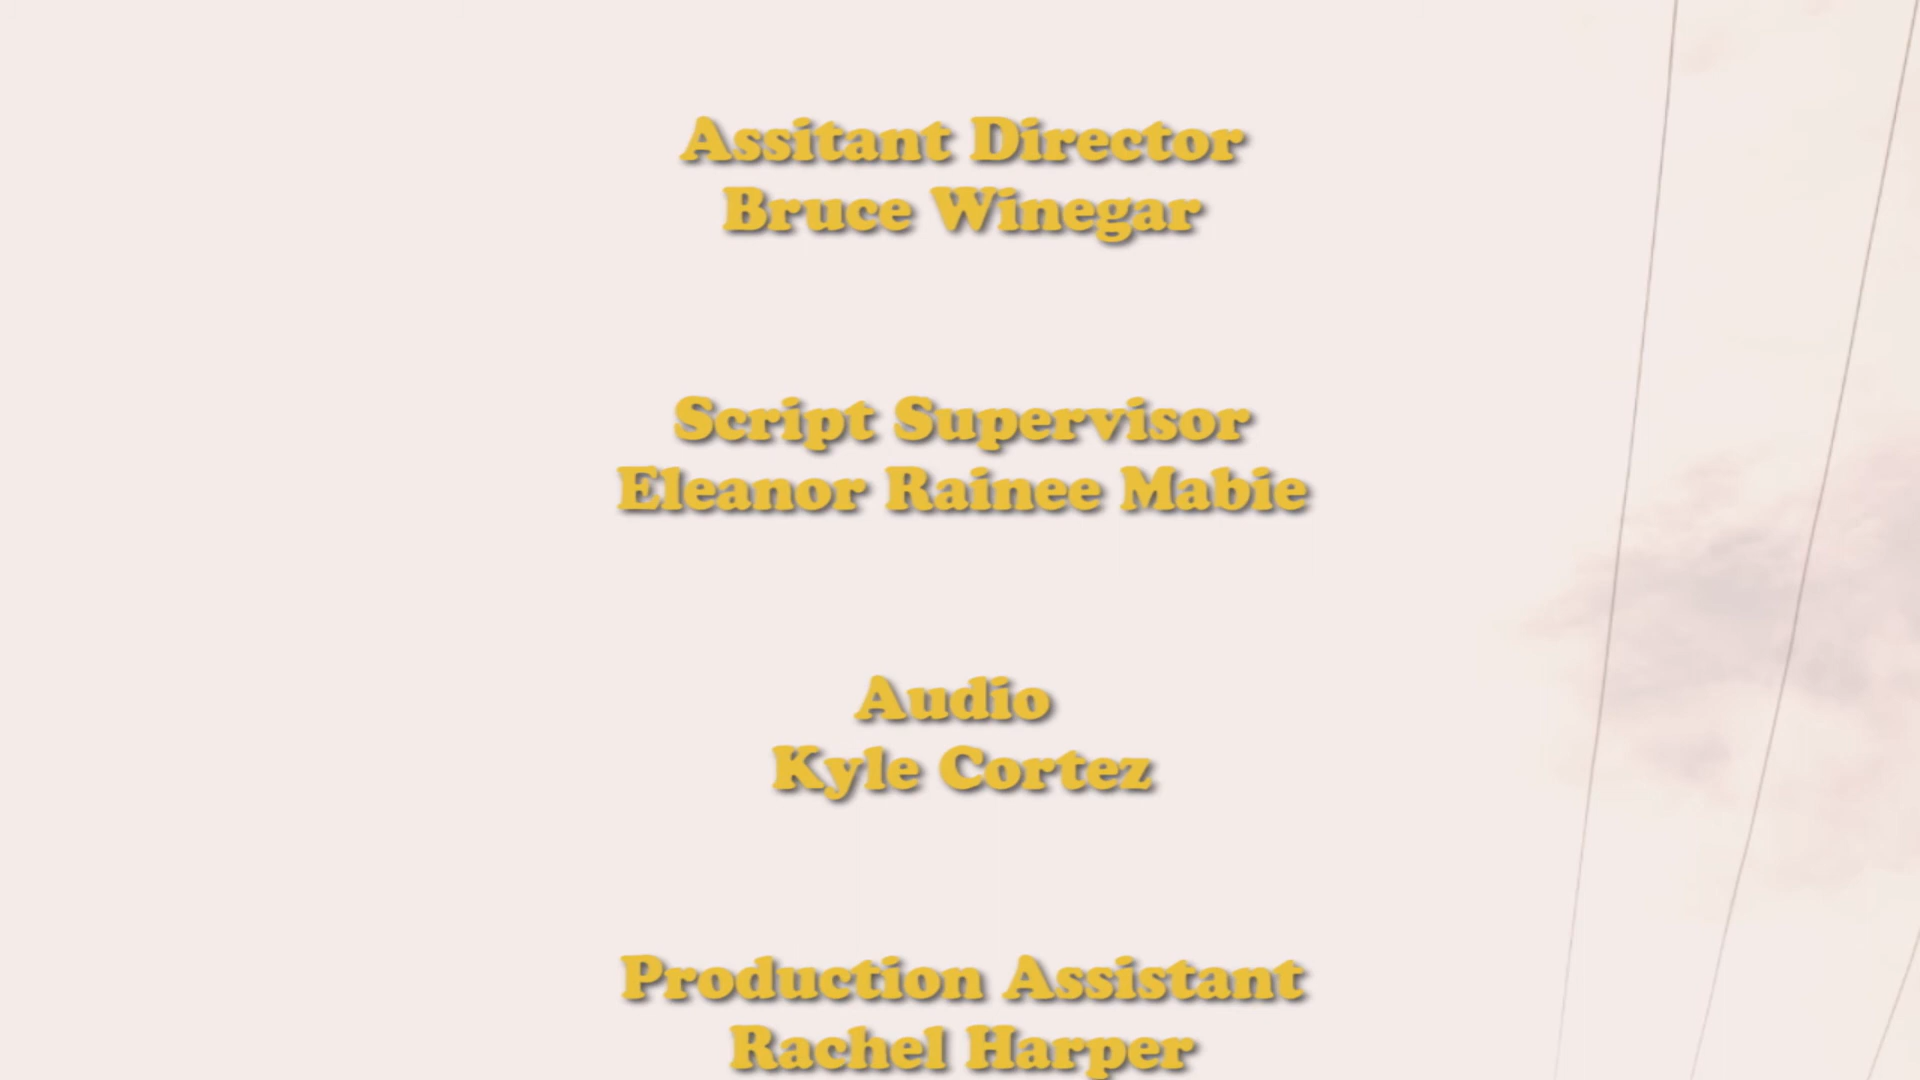 Assitant Director
Bruce Winegar
Script Supervisor
Eleanor Rainee Mabie
Audio
Kyle Cortez
Production Assistant
Rachel Harper